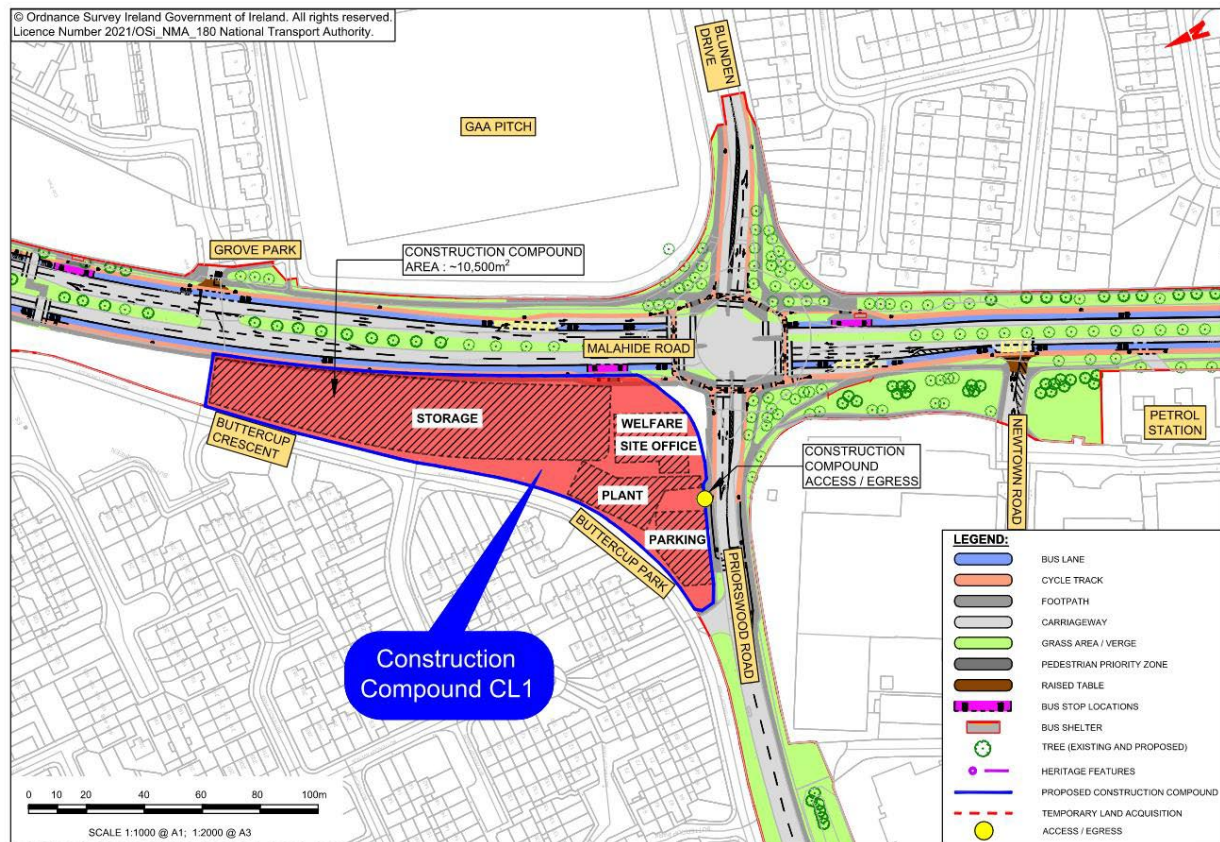 © Ordnance Survey Ireland Government of Ireland. All rights reserved.
Licence Number 2021/OSi_NMA_180 National Transport Authority.
N
BLUNDEN
DRIVE
GAA PITCH
GROVE PARK
CONSTRUCTION COMPOUND
AREA : ~10,500m²
MALAHIDE ROAD
STORAGE
WELFARE
SITE OFFICE
PLANT
PARKING
BUTTERCUP
CRESCENT
BUTTERCUP PARK
CONSTRUCTION
COMPOUND
ACCESS / EGRESS
PRIORSWOOD ROAD
NEWTOWN ROAD
PETROL
STATION
Construction
Compound CL1
LEGEND:
BUS LANE
CYCLE TRACK
FOOTPATH
CARRIAGEWAY
GRASS AREA / VERGE
PEDESTRIAN PRIORITY ZONE
RAISED TABLE
BUS STOP LOCATIONS
BUS SHELTER
TREE (EXISTING AND PROPOSED)
HERITAGE FEATURES
PROPOSED CONSTRUCTION COMPOUND
TEMPORARY LAND ACQUISITION
ACCESS / EGRESS
0 10 20 40 60 80 100m
SCALE 1:1000 @ A1; 1:2000 @ A3